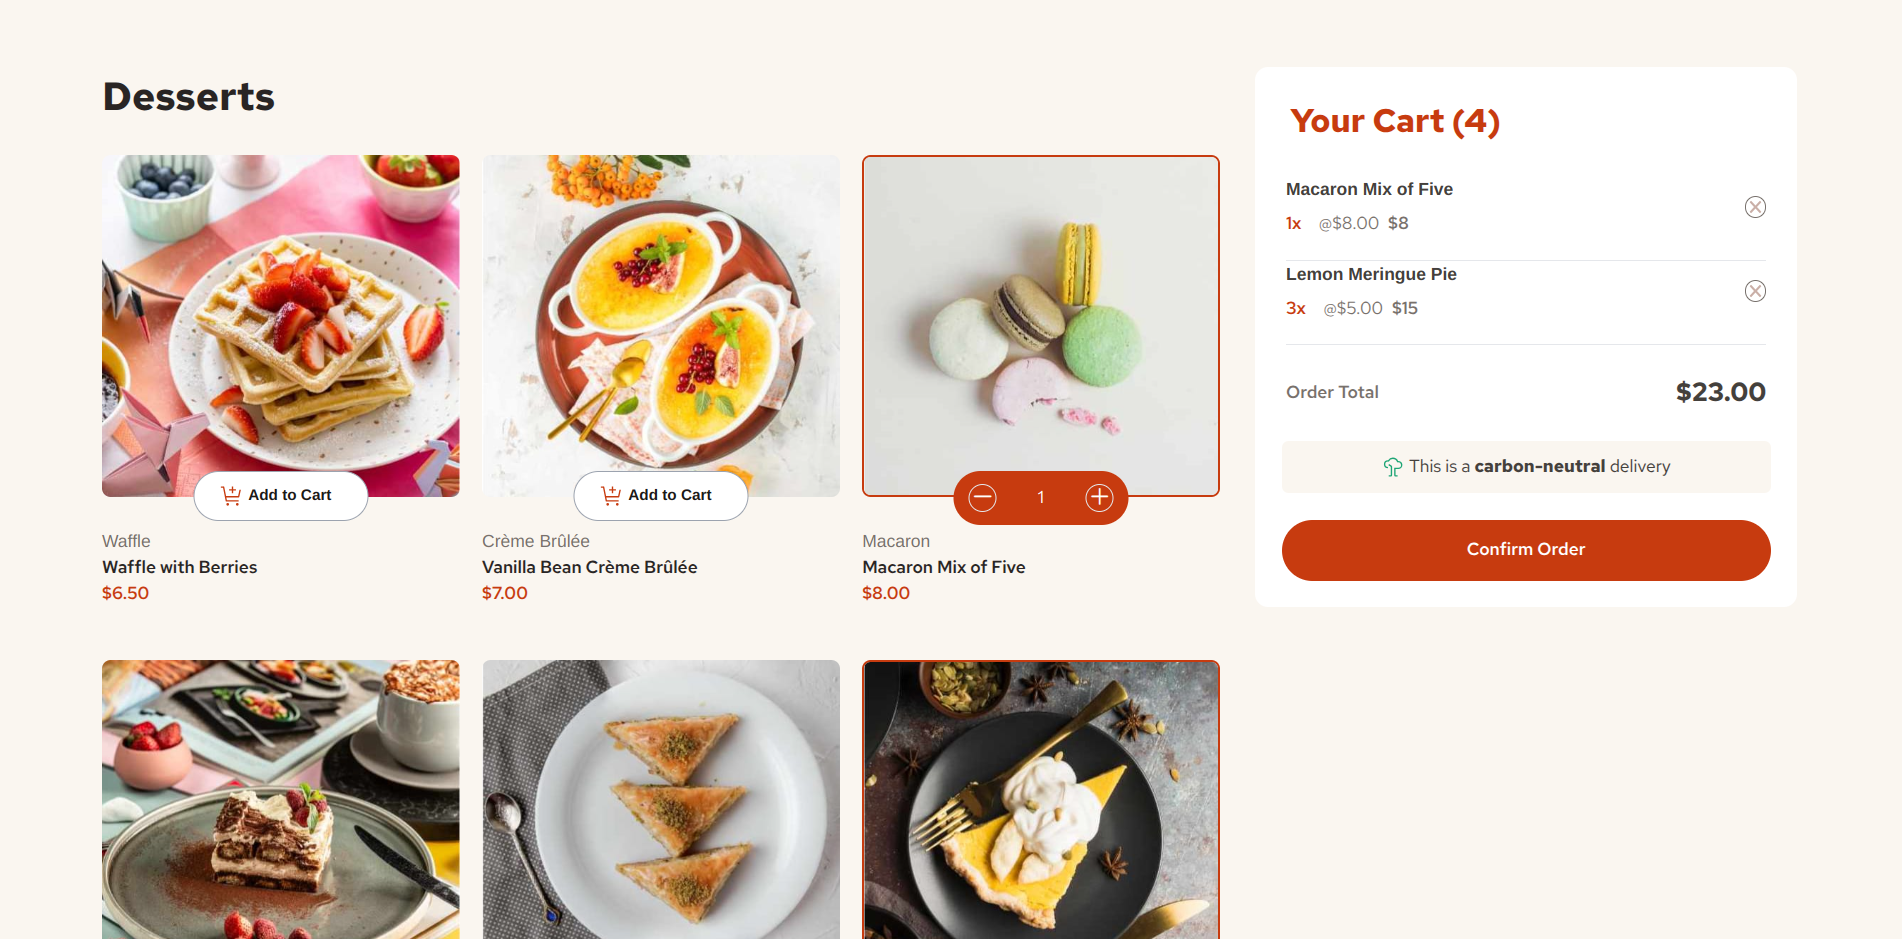 Desserts
Add to Cart
Waffle
Waffle with Berries
$6.50
Add to Cart
Crème Brûlée
Vanilla Bean Crème Brûlée
$7.00
1
Macaron
Macaron Mix of Five
$8.00
Your Cart (4)
Macaron Mix of Five
1x @$8.00 $8
Lemon Meringue Pie
3x @$5.00 $15
Order Total $23.00
This is a carbon-neutral delivery
Confirm Order